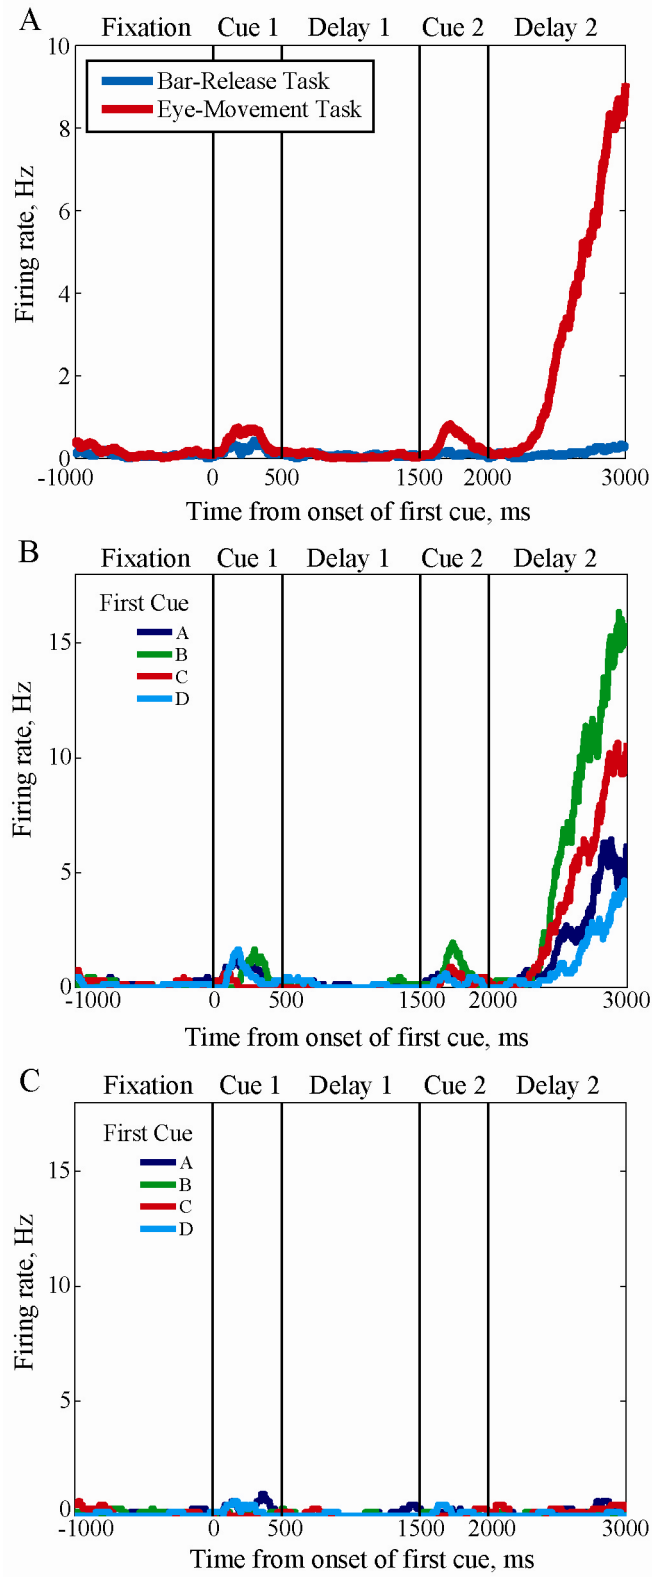 A
Fixation Cue 1 Delay 1 Cue 2 Delay 2
10
8
6
4
2
0
Bar-Release Task
Eye-Movement Task
Firing rate, Hz
-1000 0 500 1500 2000 3000
Time from onset of first cue, ms
B
Fixation Cue 1 Delay 1 Cue 2 Delay 2
First Cue
A
B
C
D
15
10
5
0
Firing rate, Hz
-1000 0 500 1500 2000 3000
Time from onset of first cue, ms
C
Fixation Cue 1 Delay 1 Cue 2 Delay 2
First Cue
A
B
C
D
15
10
5
0
Firing rate, Hz
-1000 0 500 1500 2000 3000
Time from onset of first cue, ms